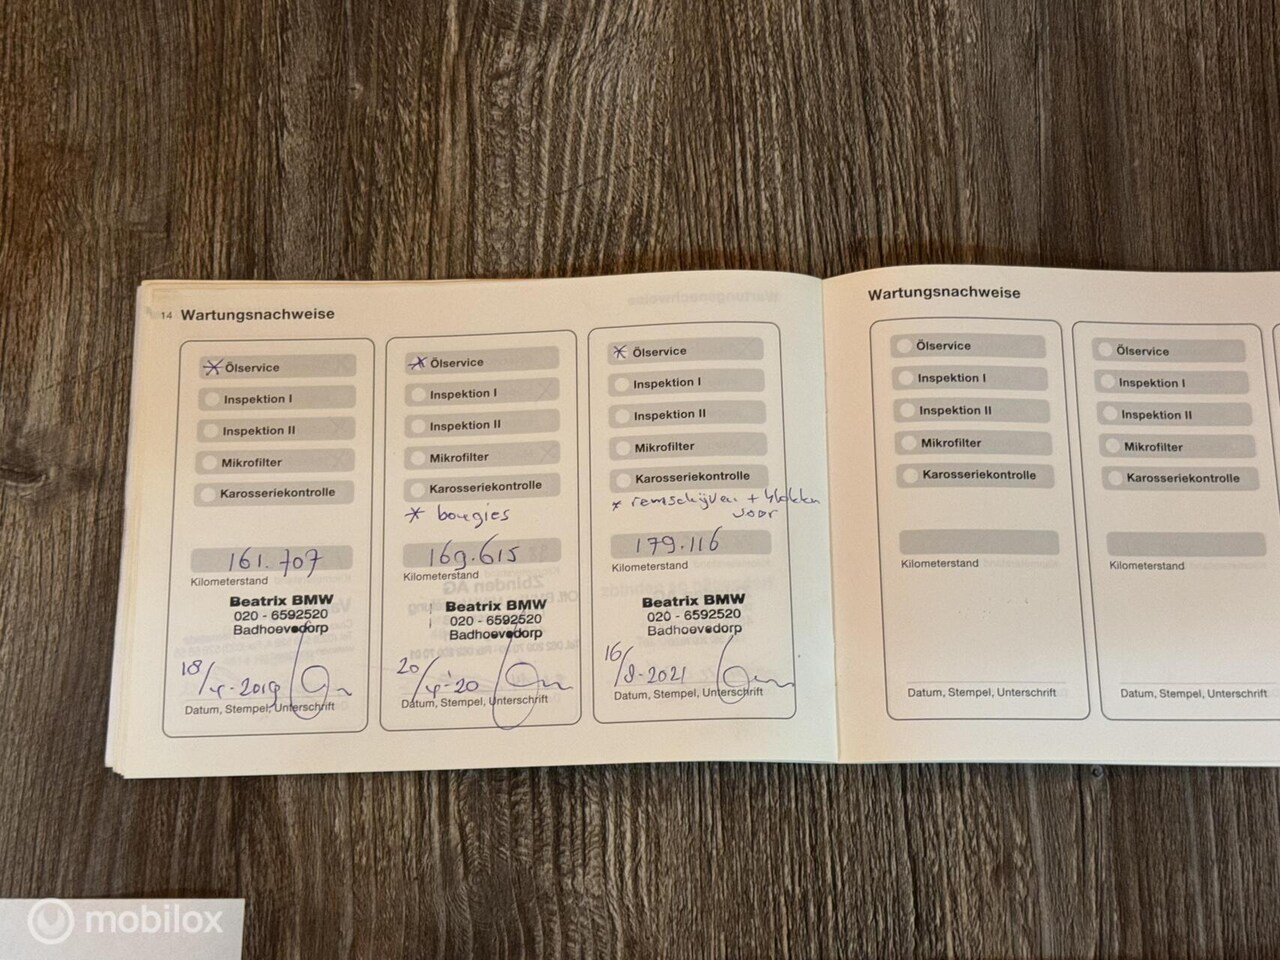 14 Wartungsnachweise
Ölservice
Inspektion I
Inspektion II
Mikrofilter
Karosseriekontrolle
161.707
Kilometerstand
Beatrix BMW
020 - 6592520
Badhoevedorp
18/4-2019
Datum, Stempel, Unterschrift
Ölservice
Inspektion I
Inspektion II
Mikrofilter
Karosseriekontrolle
* bougies
169.615
Kilometerstand
Beatrix BMW
020 - 6592520
Badhoevedorp
20/4-'20
Datum, Stempel, Unterschrift
Ölservice
Inspektion I
Inspektion II
Mikrofilter
Karosseriekontrolle
* remschijven + blokken
voor
179.116
Kilometerstand
Beatrix BMW
020 - 6592520
Badhoevedorp
16/8-2021
Datum, Stempel, Unterschrift
Wartungsnachweise
Ölservice
Inspektion I
Inspektion II
Mikrofilter
Karosseriekontrolle
Kilometerstand
Datum, Stempel, Unterschrift
Ölservice
Inspektion I
Inspektion II
Mikrofilter
Karosseriekontrolle
Kilometerstand
Datum, Stempel, Unterschrift
mobilox